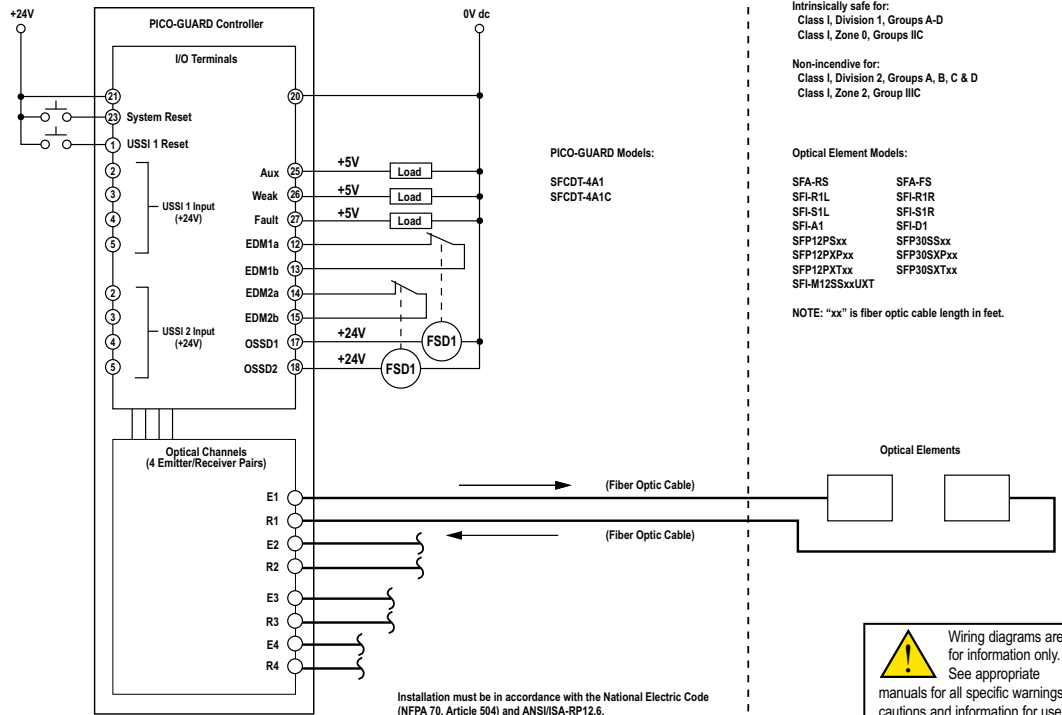 +24V
0V dc
PICO-GUARD Controller
I/O Terminals
21
20
23 System Reset
1 USSI 1 Reset
2
3
4
5
USSI 1 Input
(+24V)
2
3
4
5
USSI 2 Input
(+24V)
Aux 25 +5V Load
Weak 26 +5V Load
Fault 27 +5V Load
EDM1a 12
EDM1b 13
EDM2a 14
EDM2b 15
OSSD1 17 +24V FSD1
OSSD2 18 +24V FSD1
Optical Channels
(4 Emitter/Receiver Pairs)
E1
R1
E2
R2
E3
R3
E4
R4
(Fiber Optic Cable)
(Fiber Optic Cable)
Installation must be in accordance with the National Electric Code
(NFPA 70, Article 504) and ANSI/ISA-RP12.6.
PICO-GUARD Models:
SFCDT-4A1
SFCDT-4A1C
Intrinsically safe for:
Class I, Division 1, Groups A-D
Class I, Zone 0, Groups IIC
Non-incendive for:
Class I, Division 2, Groups A, B, C & D
Class I, Zone 2, Group IIIC
Optical Element Models:
SFA-RS SFA-FS
SFI-R1L SFI-R1R
SFI-S1L SFI-S1R
SFI-A1 SFI-D1
SFP12PSxx SFP30SSxx
SFP12PXPxx SFP30SXPxx
SFP12PXTxx SFP30SXTxx
SFI-M12SSxxUXT
NOTE: “xx” is fiber optic cable length in feet.
Optical Elements
!
Wiring diagrams are
for information only.
See appropriate
manuals for all specific warnings,
cautions and information for use.